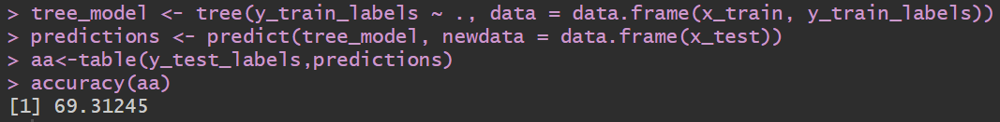 > tree_model <- tree(y_train_labels ~ ., data = data.frame(x_train, y_train_labels))
> predictions <- predict(tree_model, newdata = data.frame(x_test))
> aa<-table(y_test_labels,predictions)
> accuracy(aa)
[1] 69.31245